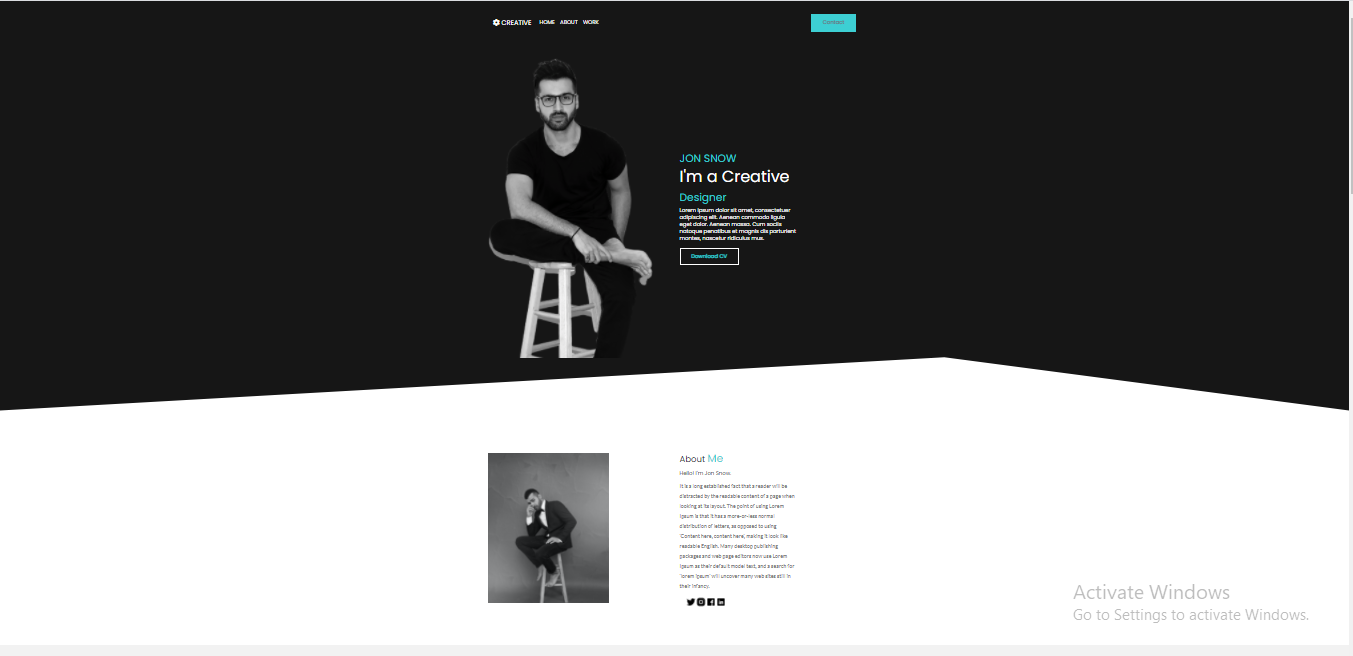 CREATIVE HOME ABOUT WORK Contact
JON SNOW
I'm a Creative
Designer
Lorem ipsum dolor sit amet, consectetuer
adipiscing elit. Aenean commodo ligula
eget dolor. Aenean massa. Cum sociis
natoque penatibus et magnis dis parturient
montes, nascetur ridiculus mus.
Download CV
About Me
Hello! I'm Jon Snow.
It is a long established fact that a reader will be
distracted by the readable content of a page when
looking at its layout. The point of using Lorem
Ipsum is that it has a more-or-less normal
distribution of letters, as opposed to using
'Content here, content here', making it look like
readable English. Many desktop publishing
packages and web page editors now use Lorem
Ipsum as their default model text, and a search for
'lorem ipsum' will uncover many web sites still in
their infancy.
Activate Windows
Go to Settings to activate Windows.